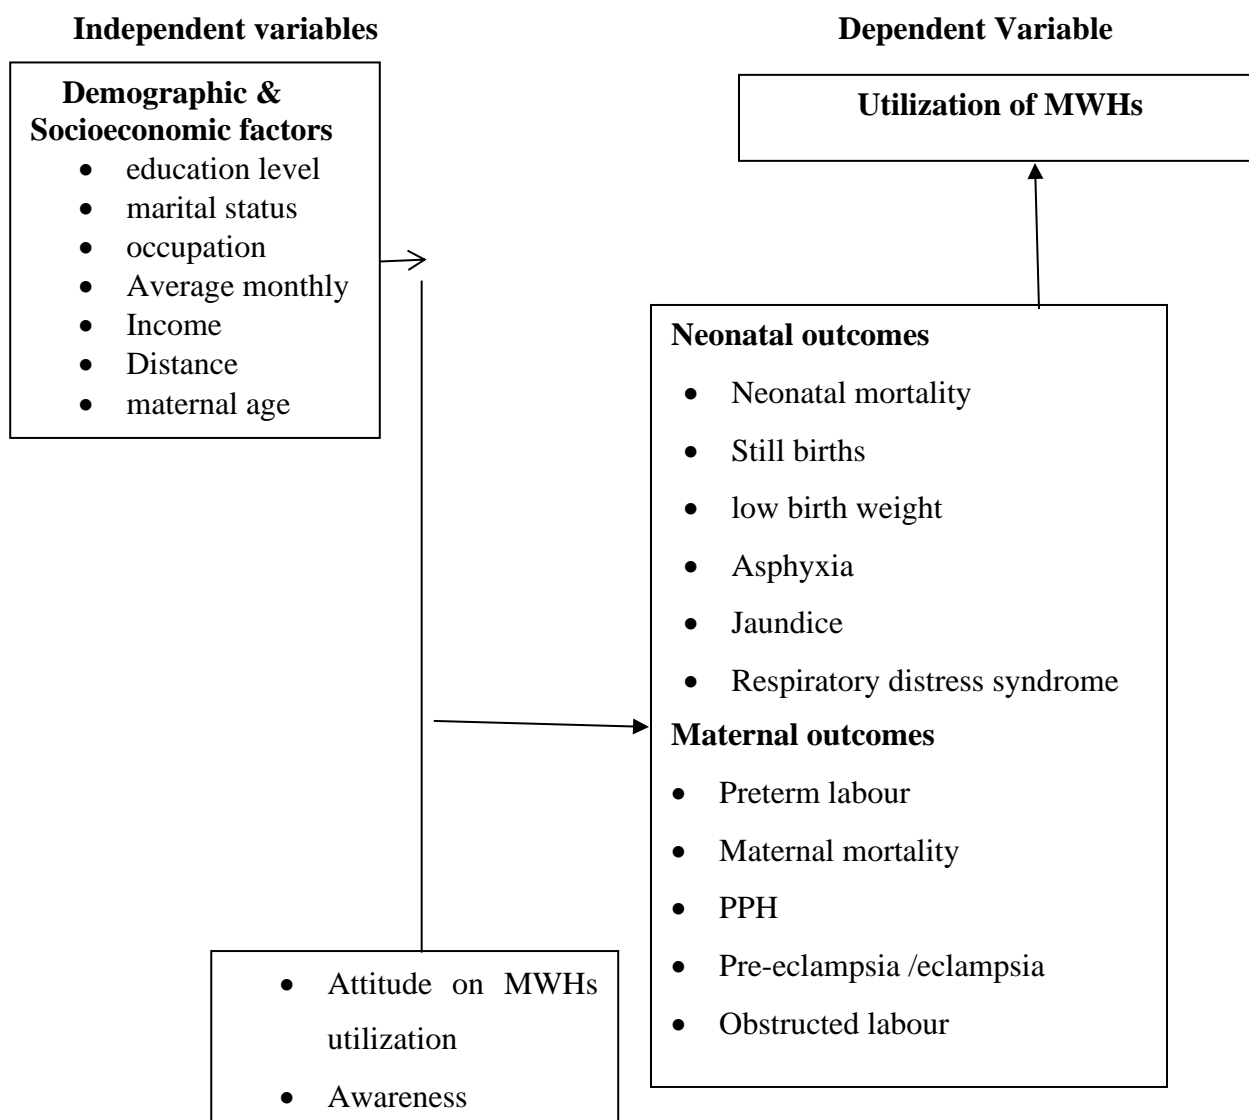 Independent variables
Dependent Variable
Demographic &
Socioeconomic factors
• education level
• marital status
• occupation
• Average monthly
• Income
• Distance
• maternal age
Utilization of MWHs
Neonatal outcomes
• Neonatal mortality
• Still births
• low birth weight
• Asphyxia
• Jaundice
• Respiratory distress syndrome
Maternal outcomes
• Preterm labour
• Maternal mortality
• PPH
• Pre-eclampsia /eclampsia
• Obstructed labour
• Attitude on MWHs
utilization
• Awareness